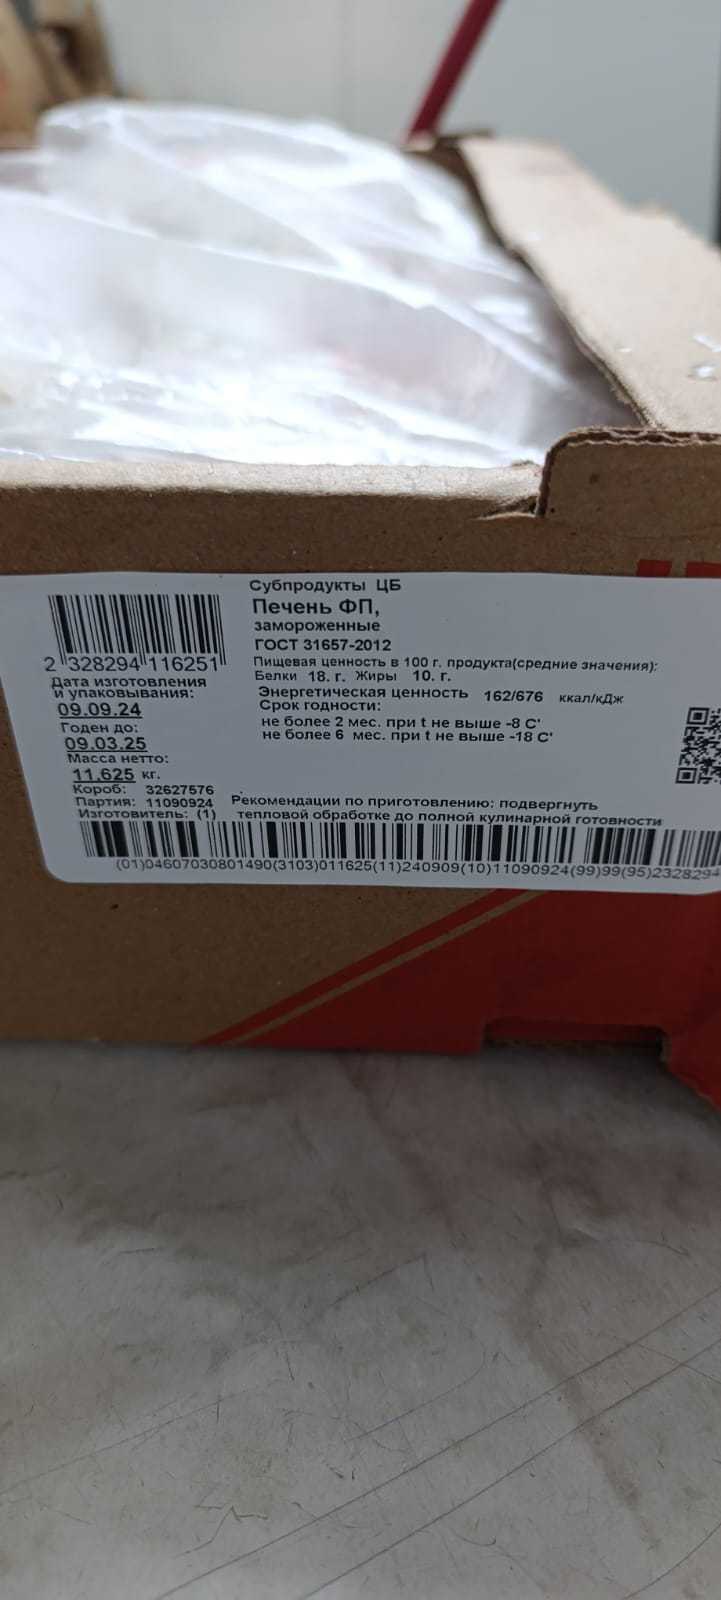 Субпродукты ЦБ
Печень ФП,
замороженные
ГОСТ 31657-2012
Пищевая ценность в 100 г. продукта(средние значения):
Белки 18. г. Жиры 10. г.
Энергетическая ценность 162/676 ккал/кДж
Срок годности:
не более 2 мес. при t не выше -8 С'
не более 6 мес. при t не выше -18 С'
2 328294 116251
Дата изготовления
и упаковывания:
09.09.24
Годен до:
09.03.25
Масса нетто:
11,625 кг.
Короб: 32627576
Партия: 11090924
Изготовитель: (1)
Рекомендации по приготовлению: подвергнуть
тепловой обработке до полной кулинарной готовности
(01)04607030801490(3103)011625(11)240909(10)11090924(99)99(95)2328294